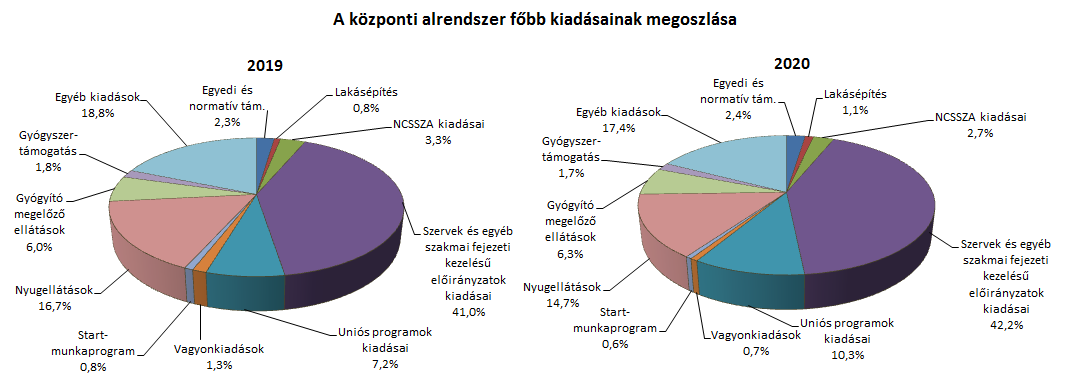 A központi alrendszer főbb kiadásainak megoszlása
2019
Egyedi és
normatív tám.
2,3%
Lakásépítés
0,8%
NCSSZA kiadásai
3,3%
Szervek és egyéb
szakmai fejezeti
kezelésű
előirányzatok
kiadásai
41,0%
Uniós programok
kiadásai
7,2%
Vagyonkiadások
1,3%
Start-
munkaprogram
0,8%
Nyugellátások
16,7%
Gyógyító
megelőző
ellátások
6,0%
Gyógyszer-
támogatás
1,8%
Egyéb kiadások
18,8%
2020
Egyedi és
normatív tám.
2,4%
Lakásépítés
1,1%
NCSSZA kiadásai
2,7%
Szervek és egyéb
szakmai fejezeti
kezelésű
előirányzatok
kiadásai
42,2%
Uniós programok
kiadásai
10,3%
Vagyonkiadások
0,7%
Start-
munkaprogram
0,6%
Nyugellátások
14,7%
Gyógyító
megelőző
ellátások
6,3%
Gyógyszer-
támogatás
1,7%
Egyéb kiadások
17,4%